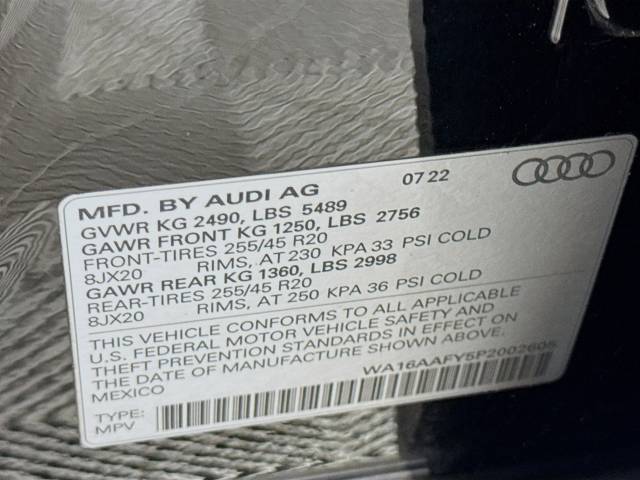 MFD. BY AUDI AG 07 22
GVWR KG 2490, LBS 5489
GAWR FRONT KG 1250, LBS 2756
FRONT-TIRES 255/45 R20
8JX20 RIMS, AT 230 KPA 33 PSI COLD
GAWR REAR KG 1360, LBS 2998
REAR-TIRES 255/45 R20
8JX20 RIMS, AT 250 KPA 36 PSI COLD
THIS VEHICLE CONFORMS TO ALL APPLICABLE
U.S. FEDERAL MOTOR VEHICLE SAFETY AND
THEFT PREVENTION STANDARDS IN EFFECT ON
THE DATE OF MANUFACTURE SHOWN ABOVE.
MEXICO WA16AAFY5P2002605
TYPE:
MPV